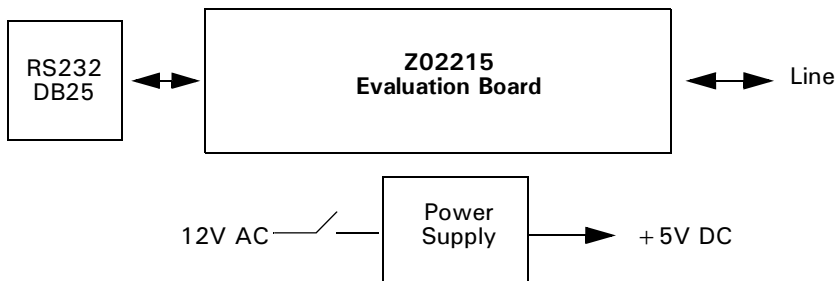 RS232
DB25
Z02215
Evaluation Board
Line
12V AC
Power
Supply
+5V DC